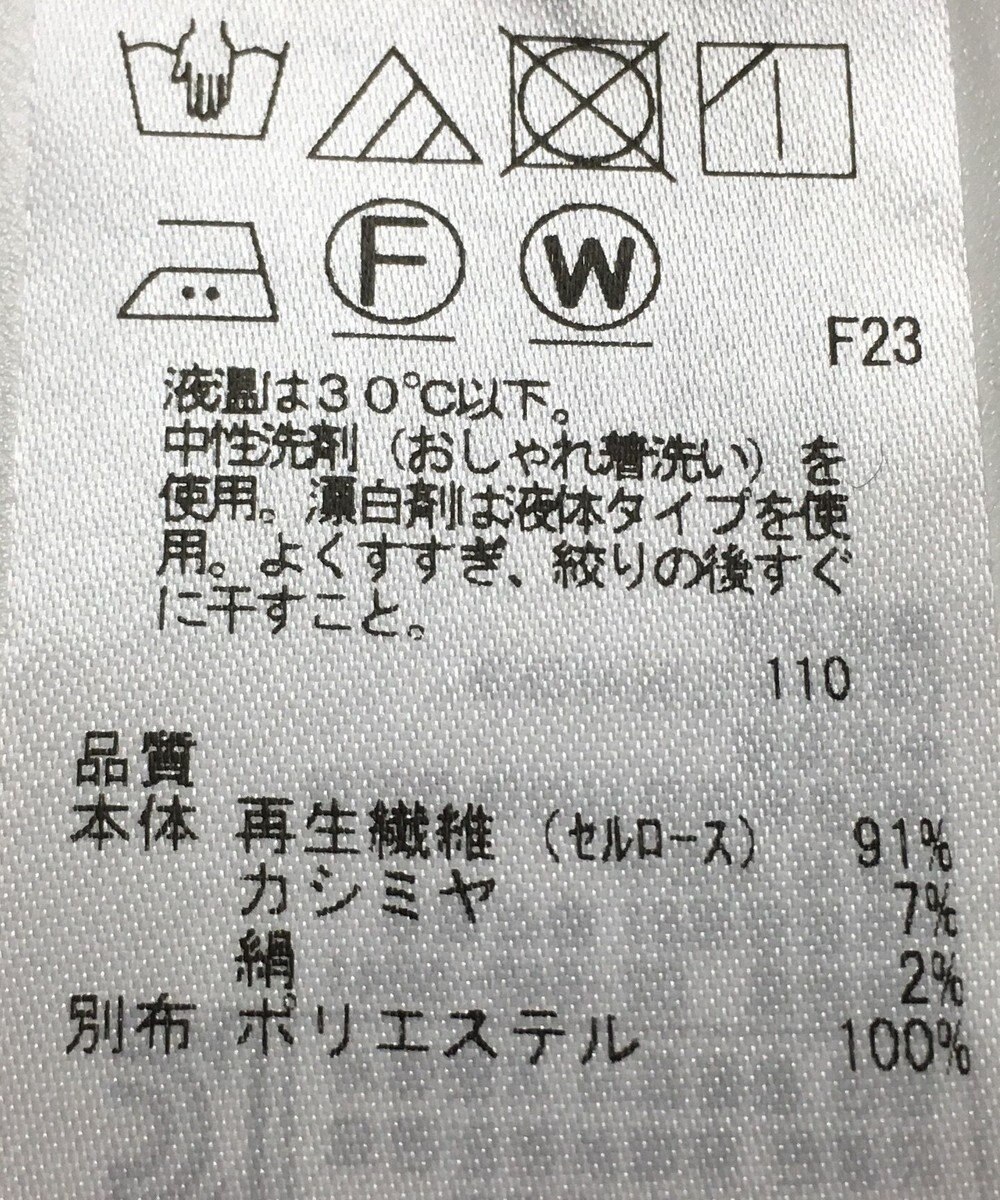 F W
F23
液温は30℃以下。
中性洗剤（おしゃれ着洗い）を
使用。漂白剤は液体タイプを使
用。よくすすぎ、絞りの後すぐ
に干すこと。
110
品質
本体 再生繊維（セルロース） 91%
カシミヤ 7%
絹 2%
別布 ポリエステル 100%